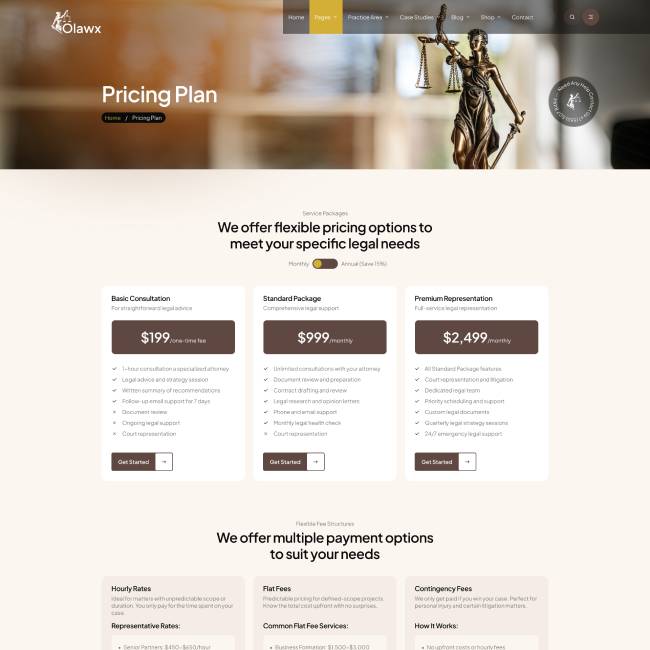 Olawx
Home Pages Practice Area Case Studies Blog Shop Contact
Pricing Plan
Home / Pricing Plan
Service Packages
We offer flexible pricing options to
meet your specific legal needs
Monthly Annual (Save 15%)
Basic Consultation
For straightforward legal advice
$199/one-time fee
1-hour consultation a specialized attorney
Legal advice and strategy session
Written summary of recommendations
Follow-up email support for 7 days
Document review
Ongoing legal support
Court representation
Get Started
Standard Package
Comprehensive legal support
$999/monthly
Unlimited consultations with your attorney
Document review and preparation
Contract drafting and review
Legal research and opinion letters
Phone and email support
Monthly legal health check
Court representation
Get Started
Premium Representation
Full-service legal representation
$2,499/monthly
All Standard Package features
Court representation and litigation
Dedicated legal team
Priority scheduling and support
Custom legal documents
Quarterly legal strategy sessions
24/7 emergency legal support
Get Started
Flexible Fee Structures
We offer multiple payment options
to suit your needs
Hourly Rates
Ideal for matters with unpredictable scope or
duration. You only pay for the time spent on your
case.
Representative Rates:
Senior Partners: $450-$650/hour
Flat Fees
Predictable pricing for defined-scope projects.
Know the total cost upfront with no surprises.
Common Flat Fee Services:
Business Formation: $1,500-$3,000
Contingency Fees
We only get paid if you win your case. Perfect for
personal injury and certain litigation matters.
How It Works:
No upfront costs or hourly fees